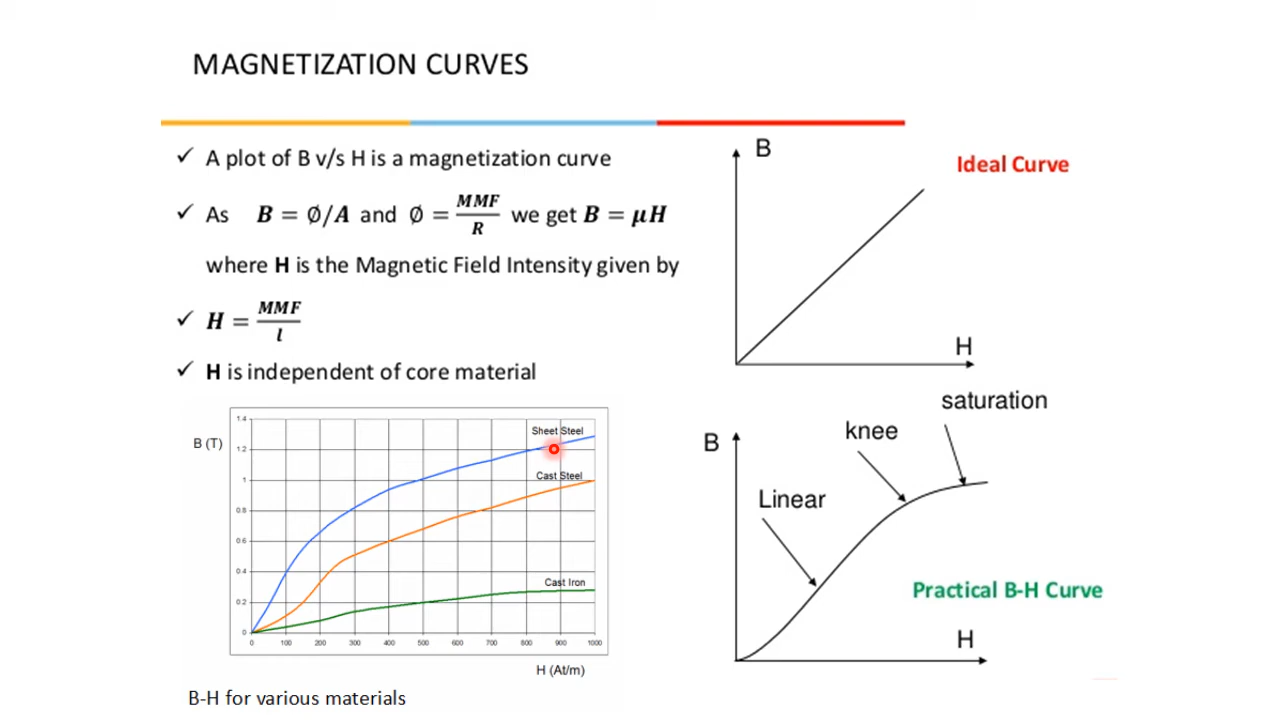 MAGNETIZATION CURVES
✓ A plot of B v/s H is a magnetization curve
✓ As B = ∅/A and ∅ = MMF/R we get B = μH
where H is the Magnetic Field Intensity given by
✓ H = MMF/l
✓ H is independent of core material
B (T)
1.4
1.2
1
0.8
0.6
0.4
0.2
0
Sheet Steel
Cast Steel
Cast Iron
0 100 200 300 400 500 600 700 800 900 1000
H (At/m)
B-H for various materials
B
Ideal Curve
H
saturation
knee
B
Linear
Practical B-H Curve
H